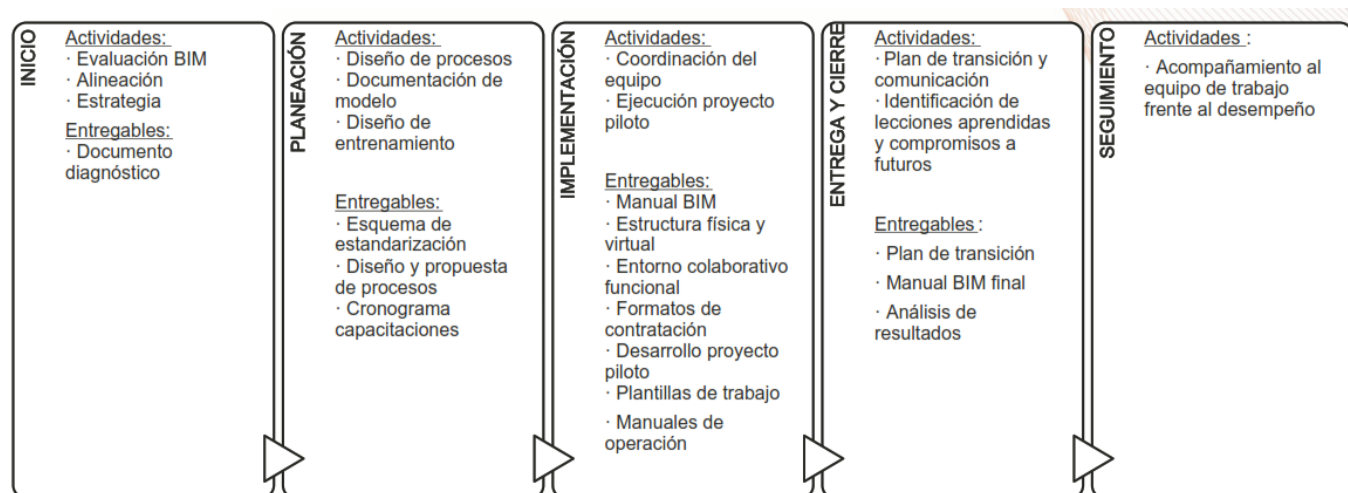 INICIO
Actividades:
· Evaluación BIM
· Alineación
· Estrategia
Entregables:
· Documento
diagnóstico
PLANEACIÓN
Actividades:
· Diseño de procesos
· Documentación de
modelo
· Diseño de
entrenamiento
Entregables:
· Esquema de
estandarización
· Diseño y propuesta
de procesos
· Cronograma
capacitaciones
IMPLEMENTACIÓN
Actividades:
· Coordinación del
equipo
· Ejecución proyecto
piloto
Entregables:
· Manual BIM
· Estructura física y
virtual
· Entorno colaborativo
funcional
· Formatos de
contratación
· Desarrollo proyecto
piloto
· Plantillas de trabajo
· Manuales de
operación
ENTREGA Y CIERRE
Actividades:
· Plan de transición y
comunicación
· Identificación de
lecciones aprendidas
y compromisos a
futuros
Entregables :
· Plan de transición
· Manual BIM final
· Análisis de
resultados
SEGUIMIENTO
Actividades :
· Acompañamiento al
equipo de trabajo
frente al desempeño